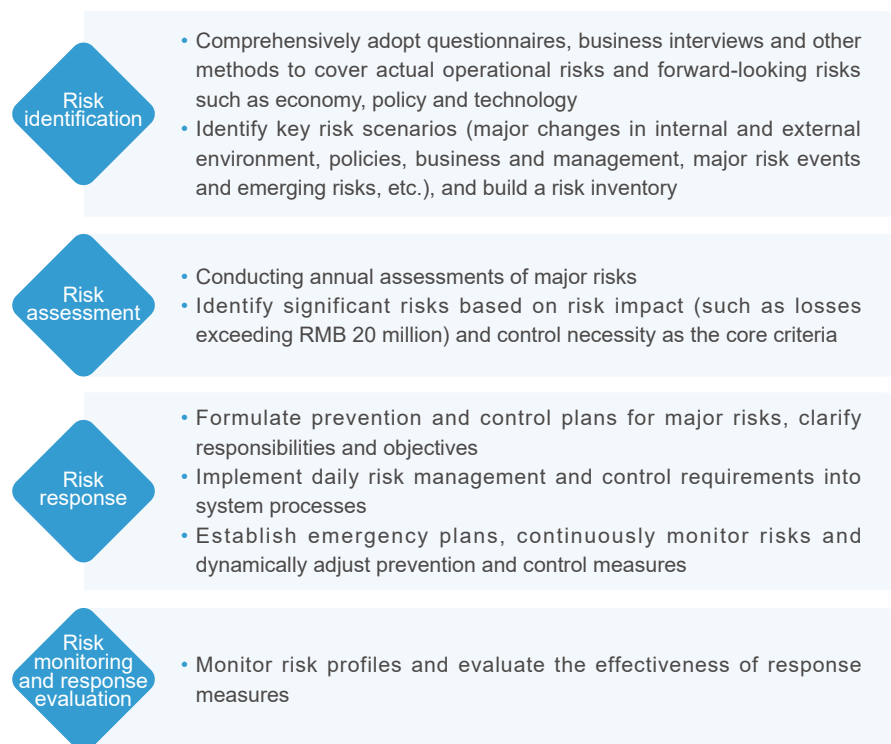 Risk
identification
• Comprehensively adopt questionnaires, business interviews and other
methods to cover actual operational risks and forward-looking risks
such as economy, policy and technology
• Identify key risk scenarios (major changes in internal and external
environment, policies, business and management, major risk events
and emerging risks, etc.), and build a risk inventory
Risk
assessment
• Conducting annual assessments of major risks
• Identify significant risks based on risk impact (such as losses
exceeding RMB 20 million) and control necessity as the core criteria
Risk
response
• Formulate prevention and control plans for major risks, clarify
responsibilities and objectives
• Implement daily risk management and control requirements into
system processes
• Establish emergency plans, continuously monitor risks and
dynamically adjust prevention and control measures
Risk
monitoring
and response
evaluation
• Monitor risk profiles and evaluate the effectiveness of response
measures